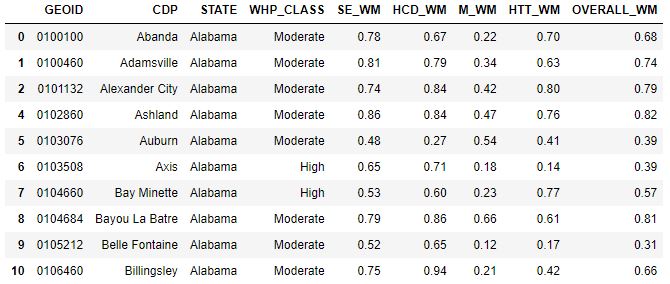 GEOID CDP STATE WHP_CLASS SE_WM HCD_WM M_WM HTT_WM OVERALL_WM
0 0100100 Abanda Alabama Moderate 0.78 0.67 0.22 0.70 0.68
1 0100460 Adamsville Alabama Moderate 0.81 0.79 0.34 0.63 0.74
2 0101132 Alexander City Alabama Moderate 0.74 0.84 0.42 0.80 0.79
4 0102860 Ashland Alabama Moderate 0.86 0.84 0.47 0.76 0.82
5 0103076 Auburn Alabama Moderate 0.48 0.27 0.54 0.41 0.39
6 0103508 Axis Alabama High 0.65 0.71 0.18 0.14 0.39
7 0104660 Bay Minette Alabama High 0.53 0.60 0.23 0.77 0.57
8 0104684 Bayou La Batre Alabama Moderate 0.79 0.86 0.66 0.61 0.81
9 0105212 Belle Fontaine Alabama Moderate 0.52 0.65 0.12 0.17 0.31
10 0106460 Billingsley Alabama Moderate 0.75 0.94 0.21 0.42 0.66